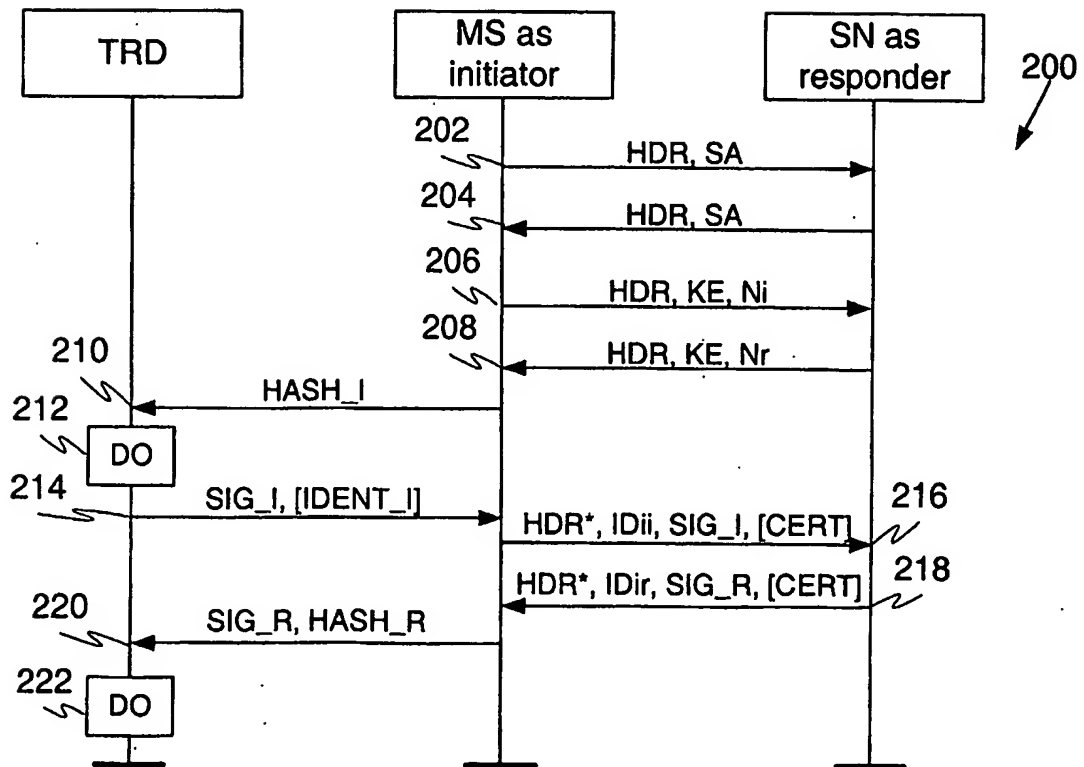 TRD
MS as
initiator
SN as
responder
200
202
HDR, SA
204
HDR, SA
206
HDR, KE, Ni
208
HDR, KE, Nr
210
HASH_I
212
DO
214
SIG_I, [IDENT_I]
216
HDR*, IDii, SIG_I, [CERT]
218
HDR*, IDir, SIG_R, [CERT]
220
SIG_R, HASH_R
222
DO